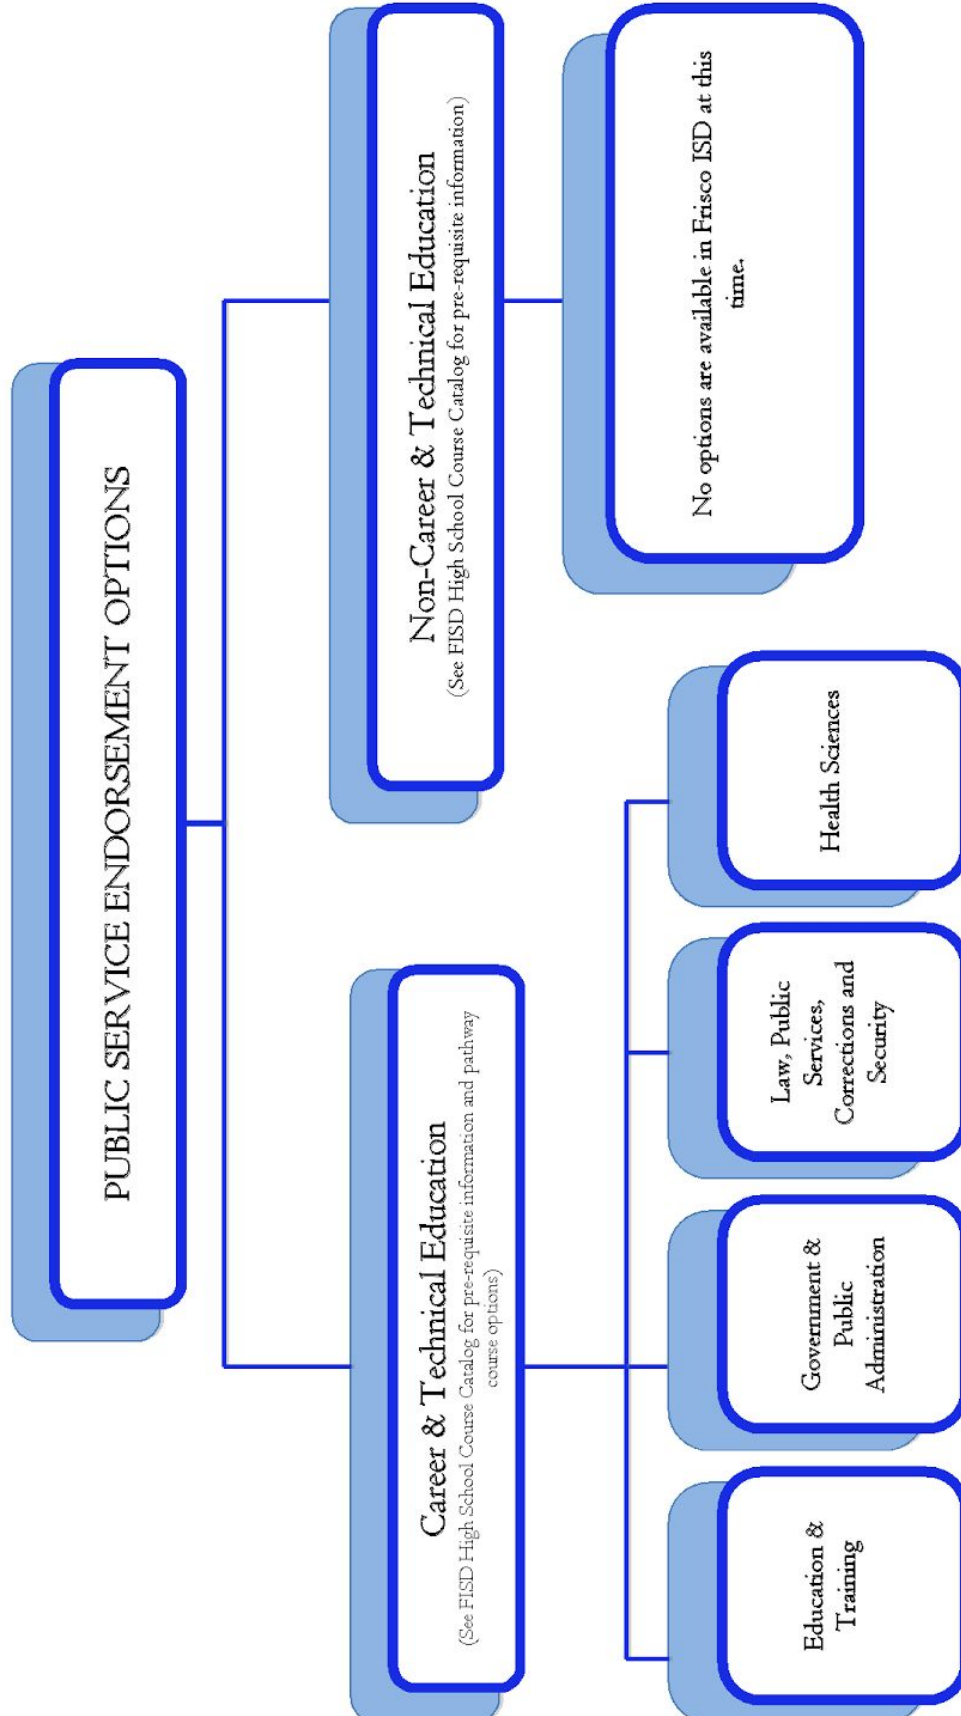 PUBLIC SERVICE ENDORSEMENT OPTIONS
Career & Technical Education
(See FISD High School Course Catalog for pre-requisite information and pathway
course options)
Non-Career & Technical Education
(See FISD High School Course Catalog for pre-requisite information)
Education &
Training
Government &
Public
Administration
Law, Public
Services,
Corrections and
Security
Health Sciences
No options are available in Frisco ISD at this
time.